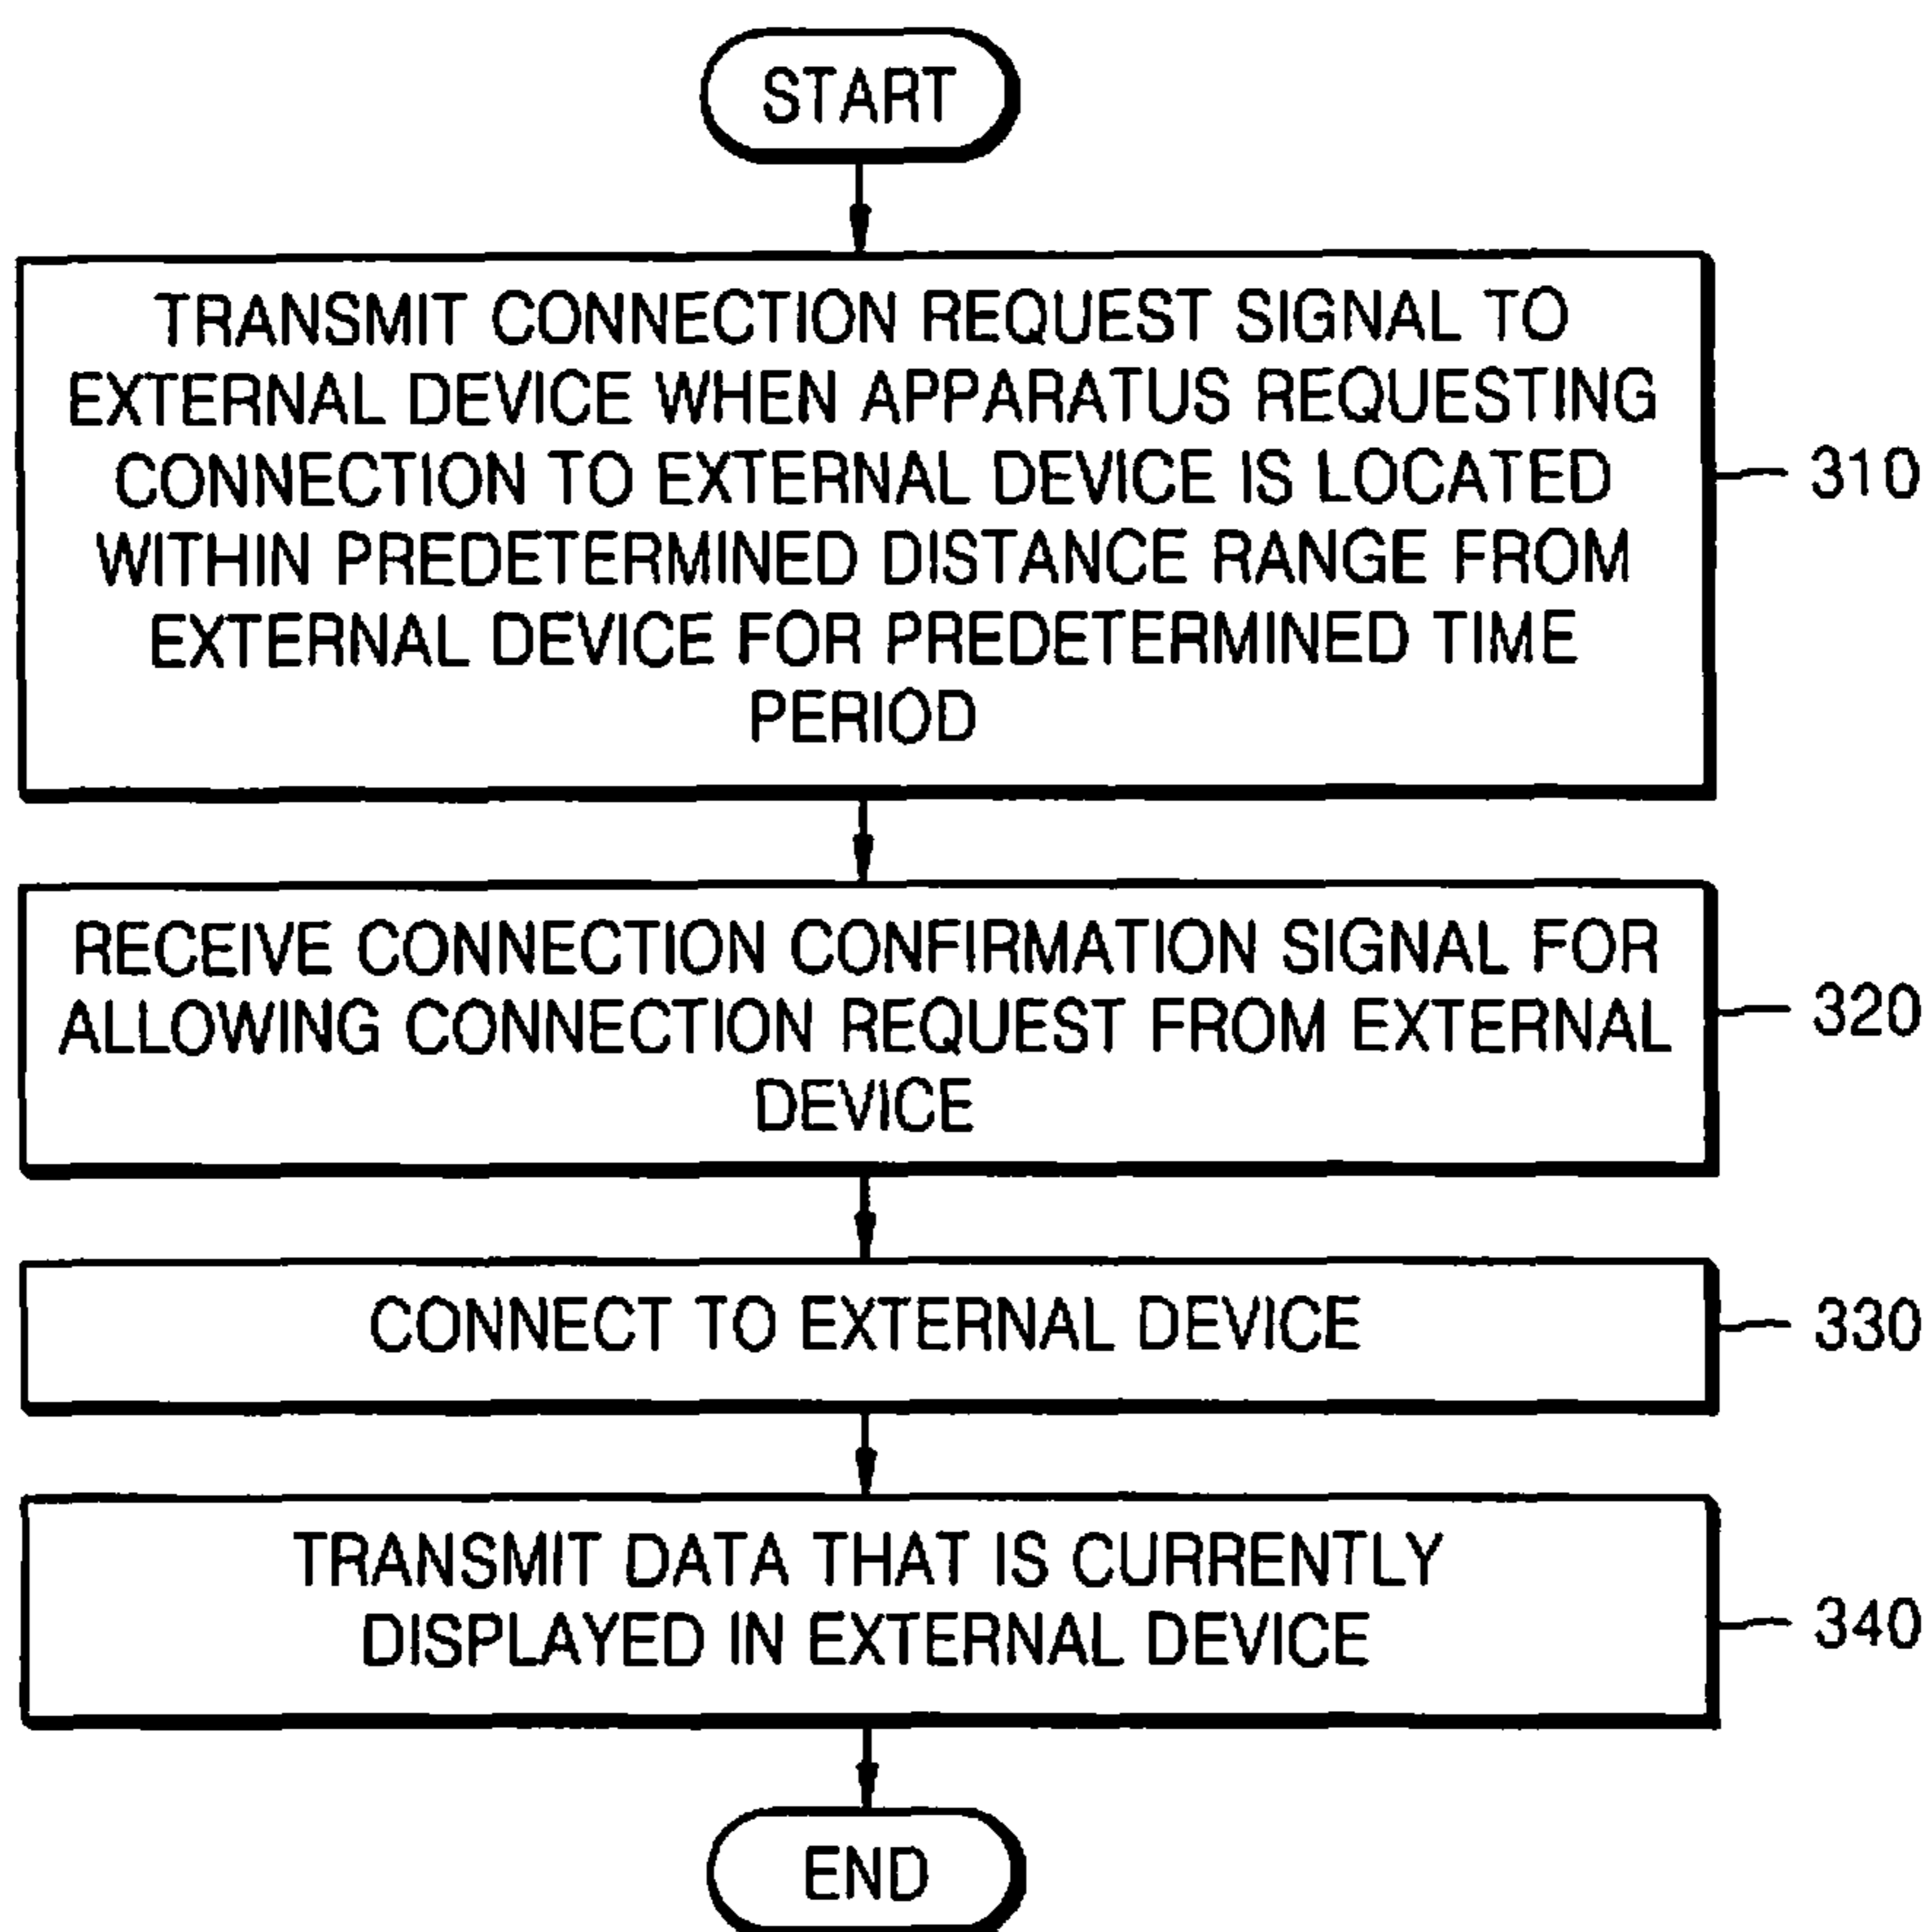 START
TRANSMIT CONNECTION REQUEST SIGNAL TO
EXTERNAL DEVICE WHEN APPARATUS REQUESTING
CONNECTION TO EXTERNAL DEVICE IS LOCATED
WITHIN PREDETERMINED DISTANCE RANGE FROM
EXTERNAL DEVICE FOR PREDETERMINED TIME
PERIOD
310
RECEIVE CONNECTION CONFIRMATION SIGNAL FOR
ALLOWING CONNECTION REQUEST FROM EXTERNAL
DEVICE
320
CONNECT TO EXTERNAL DEVICE
330
TRANSMIT DATA THAT IS CURRENTLY
DISPLAYED IN EXTERNAL DEVICE
340
END